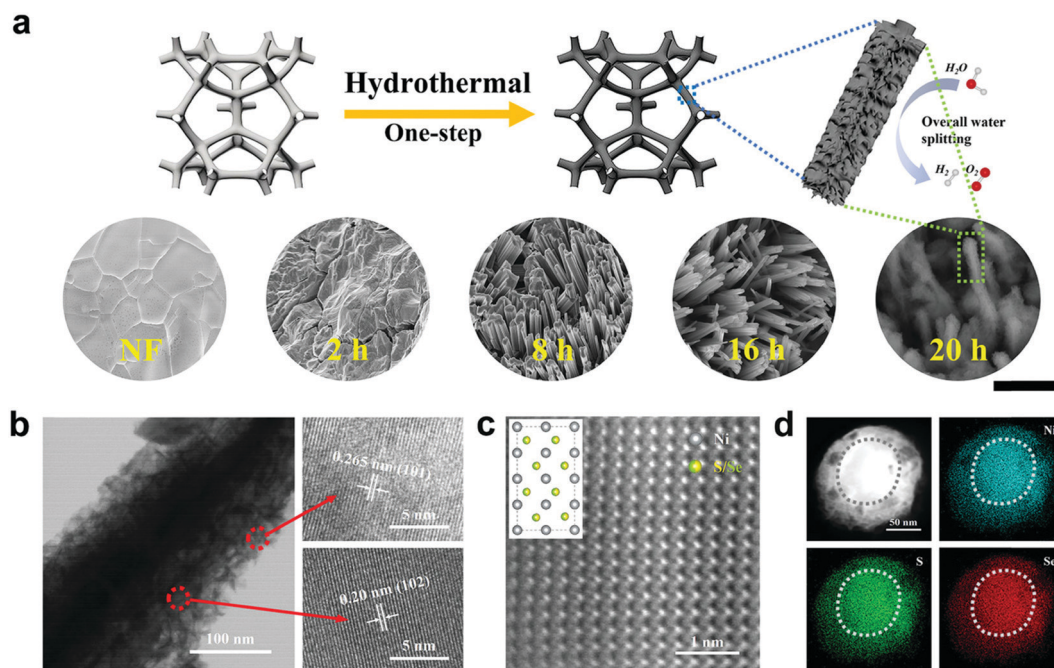 a
Hydrothermal
One-step
H₂O
Overall water
splitting
H₂ O₂
NF
2 h
8 h
16 h
20 h
b
0.265 nm (101)
5 nm
0.20 nm (102)
5 nm
100 nm
c
Ni
S/Se
1 nm
d
50 nm
Ni
S
Se